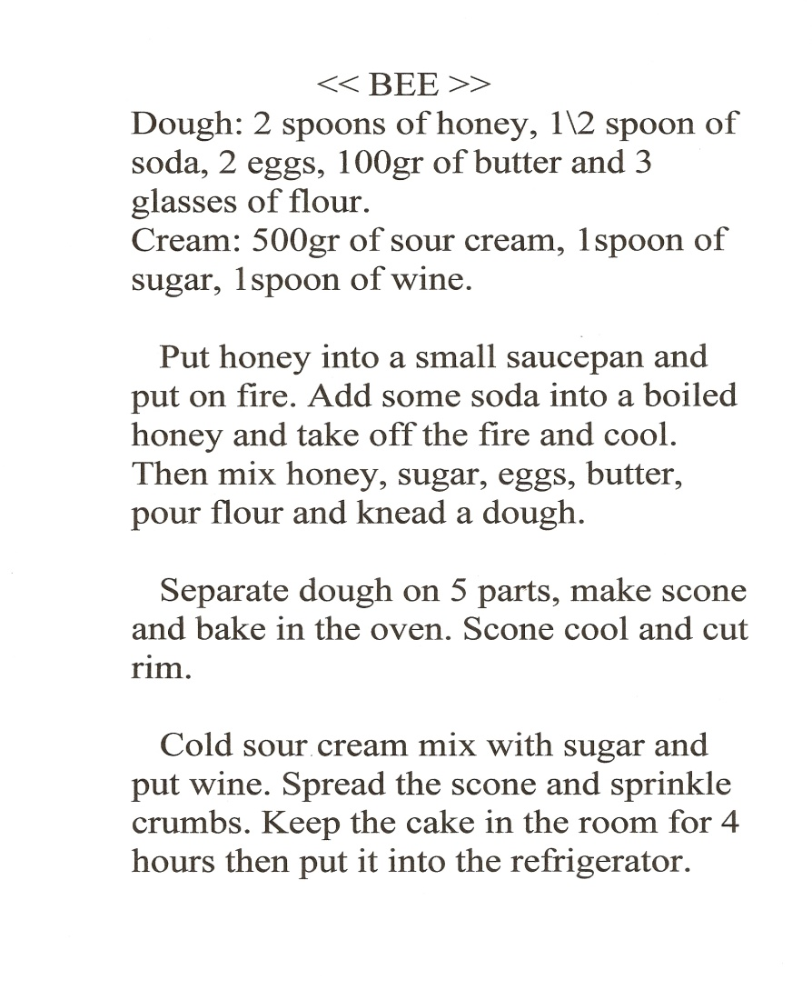 << BEE >>
Dough: 2 spoons of honey, 1\2 spoon of
soda, 2 eggs, 100gr of butter and 3
glasses of flour.
Cream: 500gr of sour cream, 1spoon of
sugar, 1spoon of wine.
Put honey into a small saucepan and
put on fire. Add some soda into a boiled
honey and take off the fire and cool.
Then mix honey, sugar, eggs, butter,
pour flour and knead a dough.
Separate dough on 5 parts, make scone
and bake in the oven. Scone cool and cut
rim.
Cold sour cream mix with sugar and
put wine. Spread the scone and sprinkle
crumbs. Keep the cake in the room for 4
hours then put it into the refrigerator.